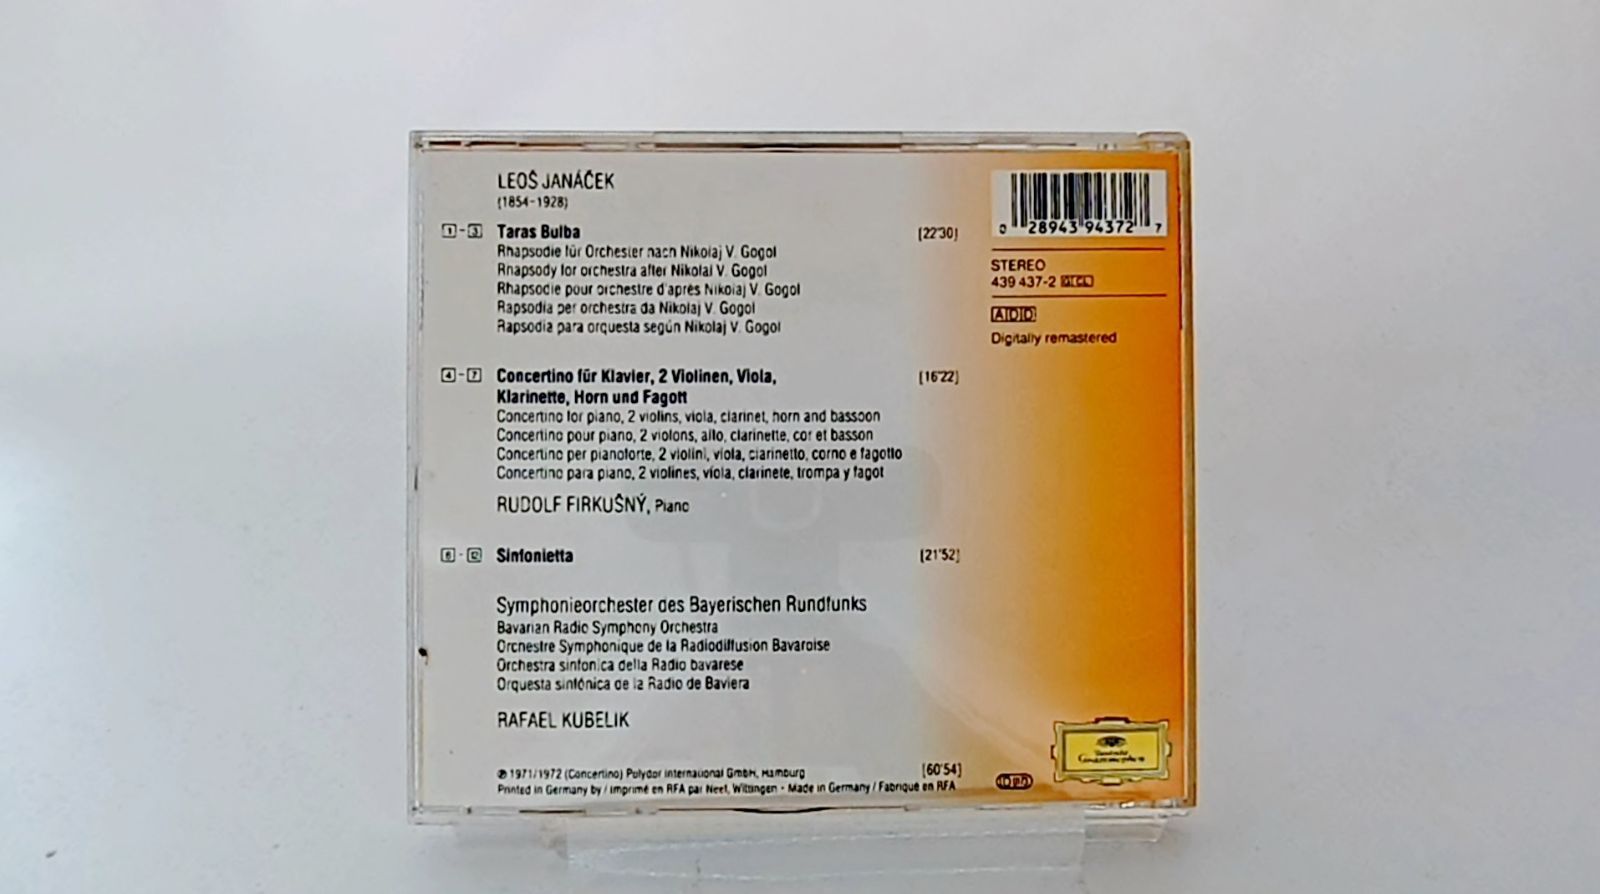 LEOŠ JANÁČEK
(1854-1928)
1 - 3 Taras Bulba [22'30]
Rhapsodie für Orchester nach Nikolaj V. Gogol
Rhapsody for orchestra after Nikolai V. Gogol
Rhapsodie pour orchestre d'après Nikolaj V. Gogol
Rapsodia per orchestra da Nikolaj V. Gogol
Rapsodia para orquesta según Nikolaj V. Gogol
4 - 7 Concertino für Klavier, 2 Violinen, Viola, [16'22]
Klarinette, Horn und Fagott
Concertino for piano, 2 violins, viola, clarinet, horn and bassoon
Concertino pour piano, 2 violons, alto, clarinette, cor et basson
Concertino per pianoforte, 2 violini, viola, clarinetto, corno e fagotto
Concertino para piano, 2 violines, viola, clarinete, trompa y fagot
RUDOLF FIRKUŠNÝ, Piano
8 - 12 Sinfonietta [21'52]
Symphonieorchester des Bayerischen Rundfunks
Bavarian Radio Symphony Orchestra
Orchestre Symphonique de la Radiodiffusion Bavaroise
Orchestra sinfonica della Radio bavarese
Orquesta sinfónica de la Radio de Baviera
RAFAEL KUBELIK
℗ 1971/1972 (Concertino) Polydor International GmbH, Hamburg [60'54]
Printed in Germany by / Imprimé en RFA par Neef, Wittingen - Made in Germany / Fabriqué en RFA
0 28943 94372 7
STEREO
439 437-2 GCL
ADD
Digitally remastered
Deutsche
Grammophon